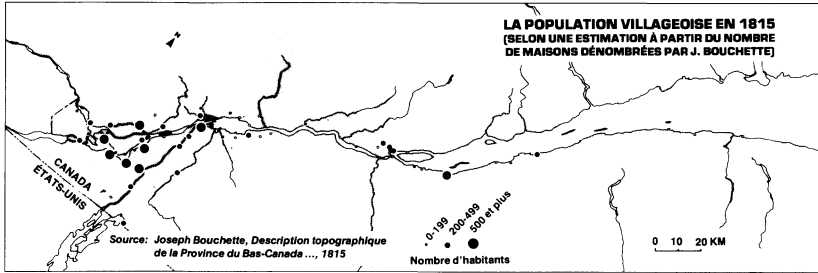 LA POPULATION VILLAGEOISE EN 1815
(SELON UNE ESTIMATION À PARTIR DU NOMBRE
DE MAISONS DÉNOMBRÉES PAR J. BOUCHETTE)
N
CANADA
ÉTATS-UNIS
Source: Joseph Bouchette, Description topographique
de la Province du Bas-Canada ..., 1815
0-199
200-499
500 et plus
Nombre d'habitants
0 10 20 KM